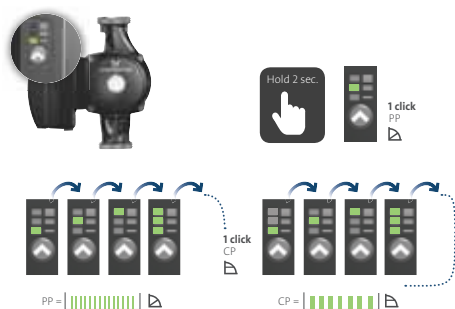 Hold 2 sec.
1 click
PP
1 click
CP
PP =
CP =